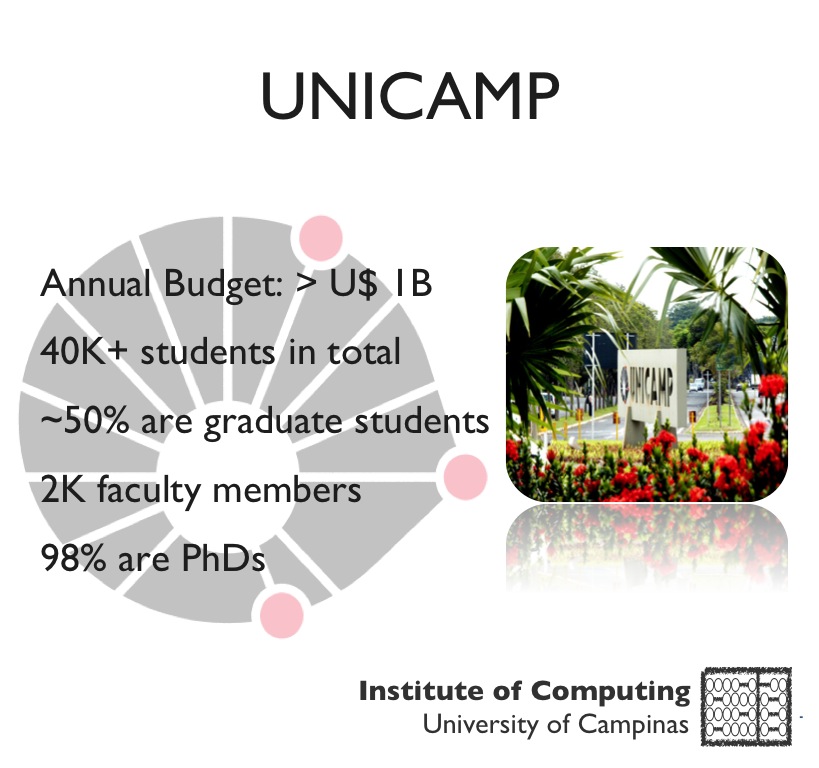 UNICAMP
Annual Budget: > U$ 1B
40K+ students in total
~50% are graduate students
2K faculty members
98% are PhDs
UNICAMP
Institute of Computing
University of Campinas